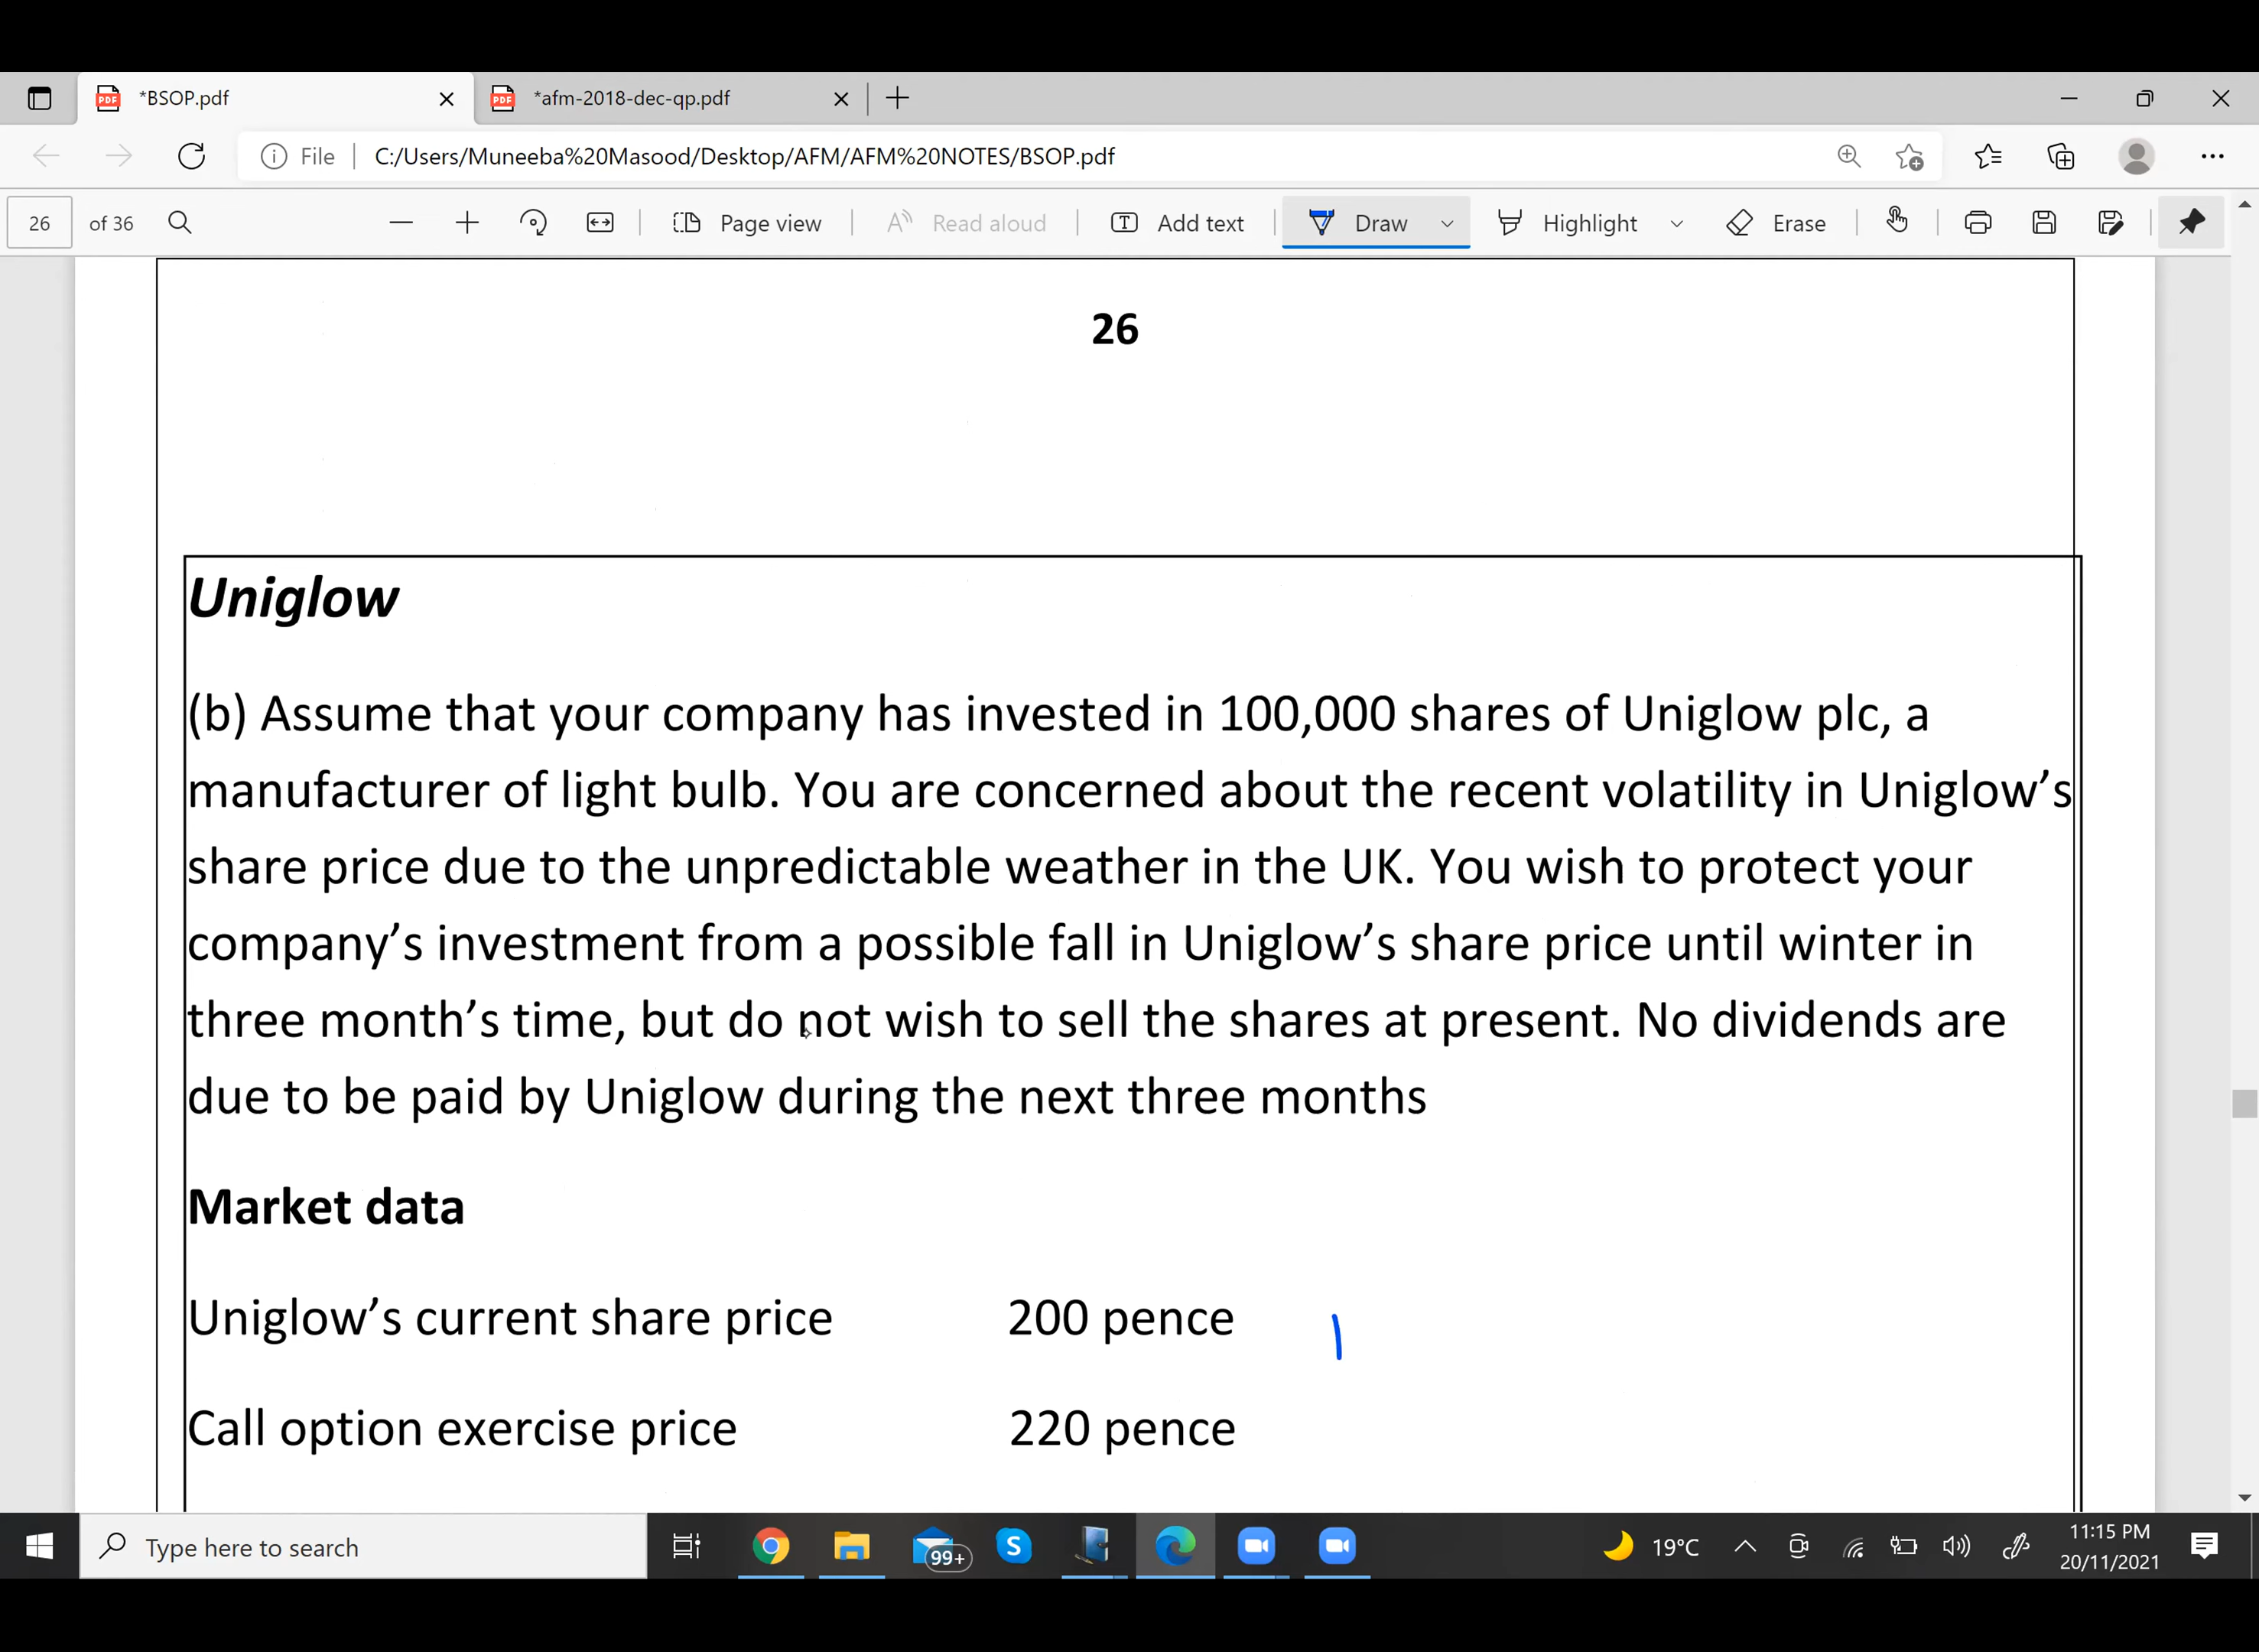 *BSOP.pdf
*afm-2018-dec-qp.pdf
File
C:/Users/Muneeba%20Masood/Desktop/AFM/AFM%20NOTES/BSOP.pdf
26 of 36
Page view
Read aloud
Add text
Draw
Highlight
Erase
26
Uniglow
(b) Assume that your company has invested in 100,000 shares of Uniglow plc, a
manufacturer of light bulb. You are concerned about the recent volatility in Uniglow’s
share price due to the unpredictable weather in the UK. You wish to protect your
company’s investment from a possible fall in Uniglow’s share price until winter in
three month’s time, but do not wish to sell the shares at present. No dividends are
due to be paid by Uniglow during the next three months
Market data
Uniglow’s current share price 200 pence
Call option exercise price 220 pence
Type here to search
99+
19°C
11:15 PM
20/11/2021